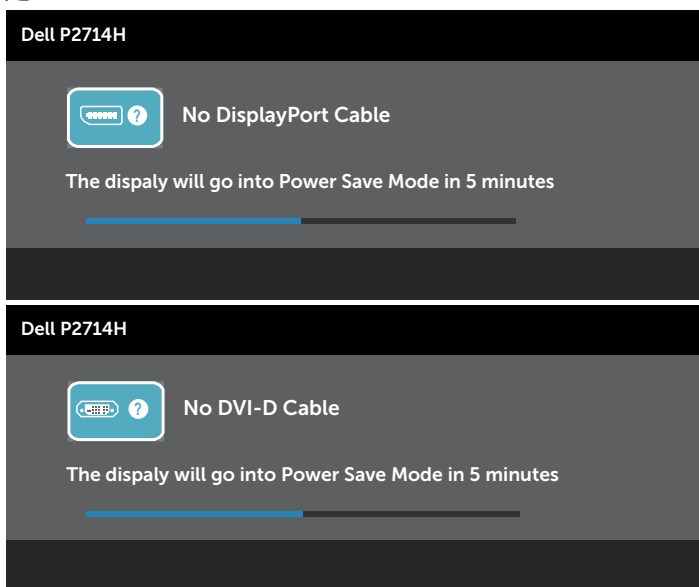 Dell P2714H
? No DisplayPort Cable
The dispaly will go into Power Save Mode in 5 minutes
Dell P2714H
? No DVI-D Cable
The dispaly will go into Power Save Mode in 5 minutes